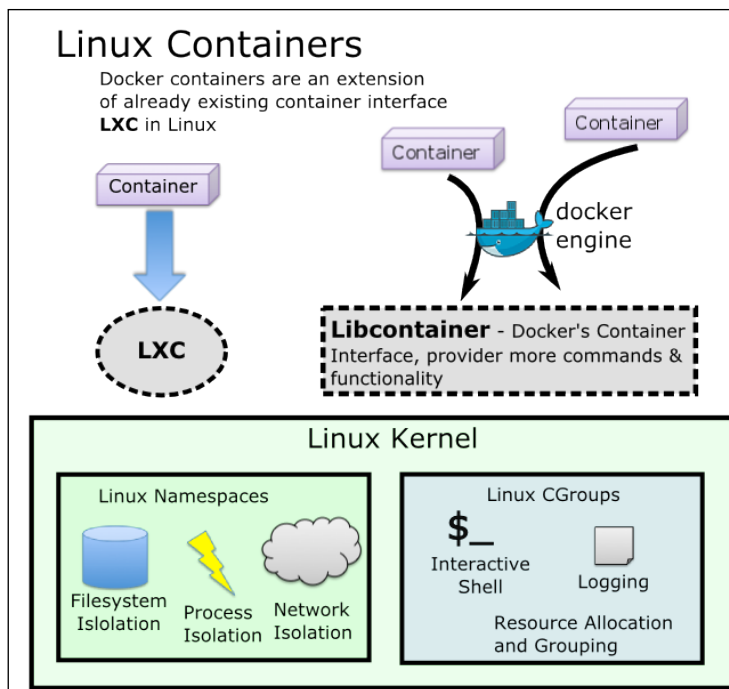 Linux Containers
Docker containers are an extension
of already existing container interface
LXC in Linux
Container
Container
Container
docker
engine
LXC
Libcontainer - Docker's Container
Interface, provider more commands &
functionality
Linux Kernel
Linux Namespaces
Filesystem
Islolation
Process
Isolation
Network
Isolation
Linux CGroups
$_
Interactive
Shell
Logging
Resource Allocation
and Grouping